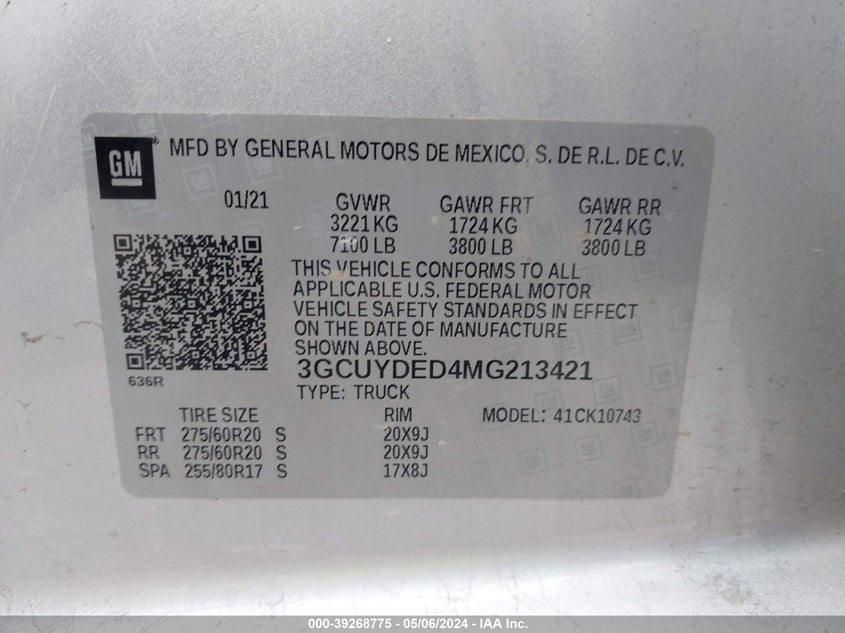 GM ® MFD BY GENERAL MOTORS DE MEXICO, S. DE R.L. DE C.V.
01/21 GVWR GAWR FRT GAWR RR
3221 KG 1724 KG 1724 KG
7100 LB 3800 LB 3800 LB
THIS VEHICLE CONFORMS TO ALL
APPLICABLE U.S. FEDERAL MOTOR
VEHICLE SAFETY STANDARDS IN EFFECT
ON THE DATE OF MANUFACTURE
SHOWN ABOVE.
3GCUYDED4MG213421
636R
TYPE: TRUCK
TIRE SIZE RIM MODEL: 41CK10743
FRT 275/60R20 S 20X9J
RR 275/60R20 S 20X9J
SPA 255/80R17 S 17X8J
000-39268775 - 05/06/2024 - IAA Inc.